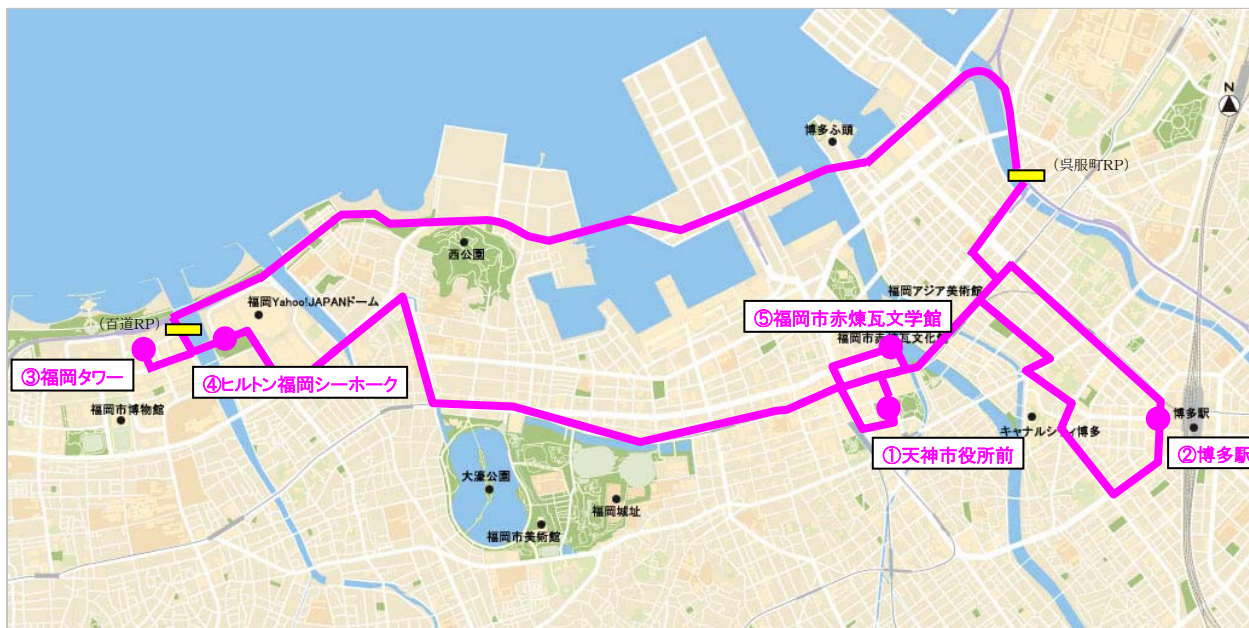 N
博多ふ頭
(呉服町RP)
西公園
福岡アジア美術館
福岡Yahoo!JAPANドーム
⑤福岡市赤煉瓦文学館
(百道RP)
福岡市赤煉瓦文化館
③福岡タワー
④ヒルトン福岡シーホーク
福岡市博物館
博多駅
キャナルシティ博多
①天神市役所前
②博多駅
大濠公園
福岡城址
福岡市美術館